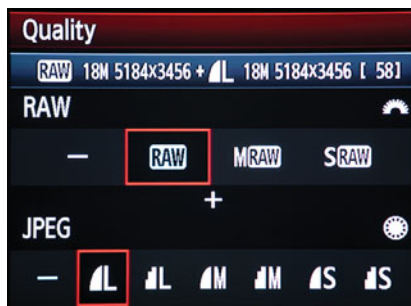 Quality
RAW 18M 5184x3456 + L 18M 5184x3456 [ 58]
RAW
— RAW MRAW SRAW
+
JPEG
— L L M M S S